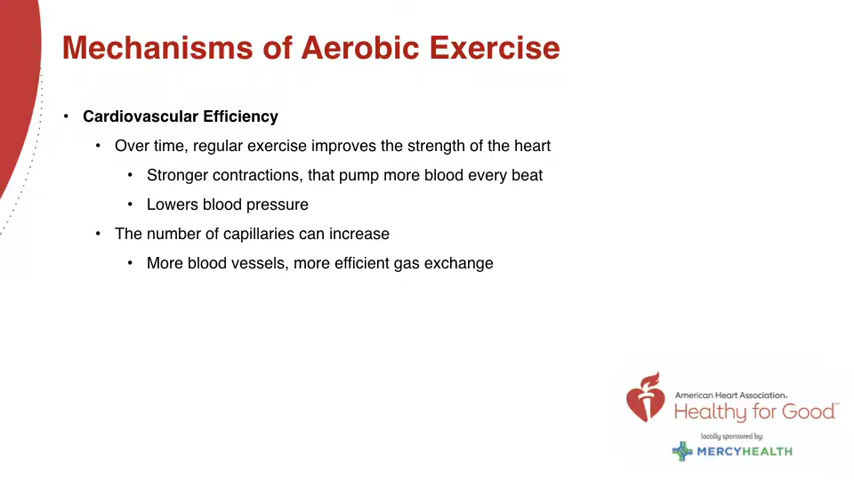 Mechanisms of Aerobic Exercise
• Cardiovascular Efficiency
• Over time, regular exercise improves the strength of the heart
• Stronger contractions, that pump more blood every beat
• Lowers blood pressure
• The number of capillaries can increase
• More blood vessels, more efficient gas exchange
American Heart Association®
Healthy for Good™
locally sponsored by:
MERCYHEALTH